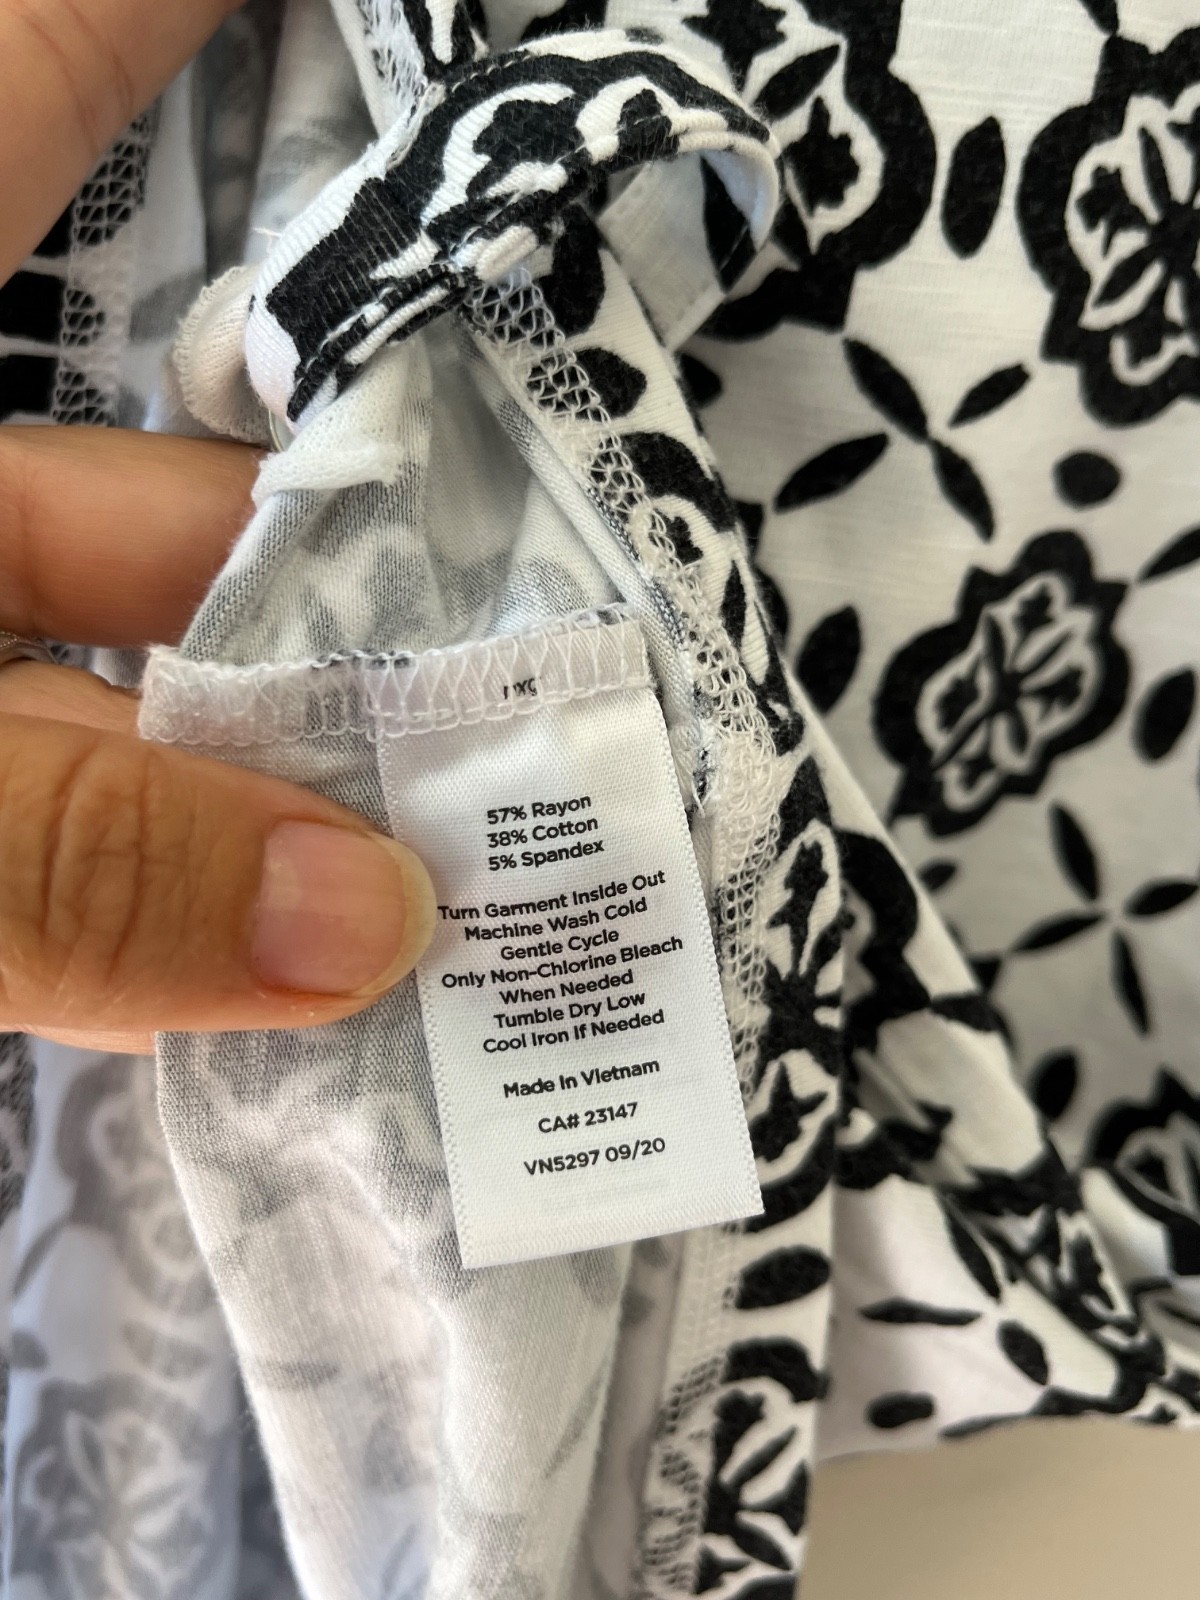 57% Rayon
38% Cotton
5% Spandex
Turn Garment Inside Out
Machine Wash Cold
Gentle Cycle
Only Non-Chlorine Bleach
When Needed
Tumble Dry Low
Cool Iron If Needed
Made In Vietnam
CA# 23147
VN5297 09/20